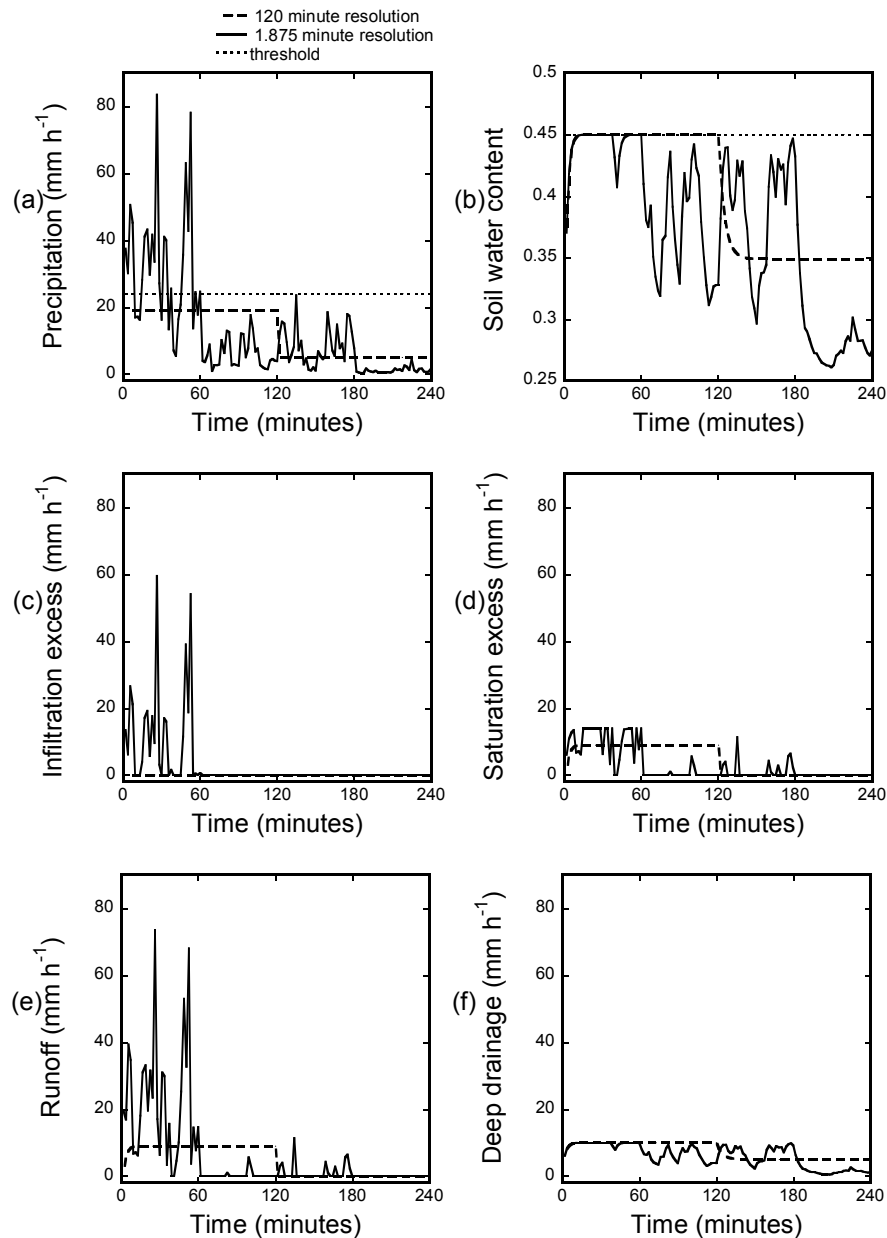 120 minute resolution
1.875 minute resolution
threshold
(a)
Precipitation (mm h-1)
80
60
40
20
0
0 60 120 180 240
Time (minutes)
(b)
Soil water content
0.5
0.45
0.4
0.35
0.3
0.25
0 60 120 180 240
Time (minutes)
(c)
Infiltration excess (mm h-1)
80
60
40
20
0
0 60 120 180 240
Time (minutes)
(d)
Saturation excess (mm h-1)
80
60
40
20
0
0 60 120 180 240
Time (minutes)
(e)
Runoff (mm h-1)
80
60
40
20
0
0 60 120 180 240
Time (minutes)
(f)
Deep drainage (mm h-1)
80
60
40
20
0
0 60 120 180 240
Time (minutes)